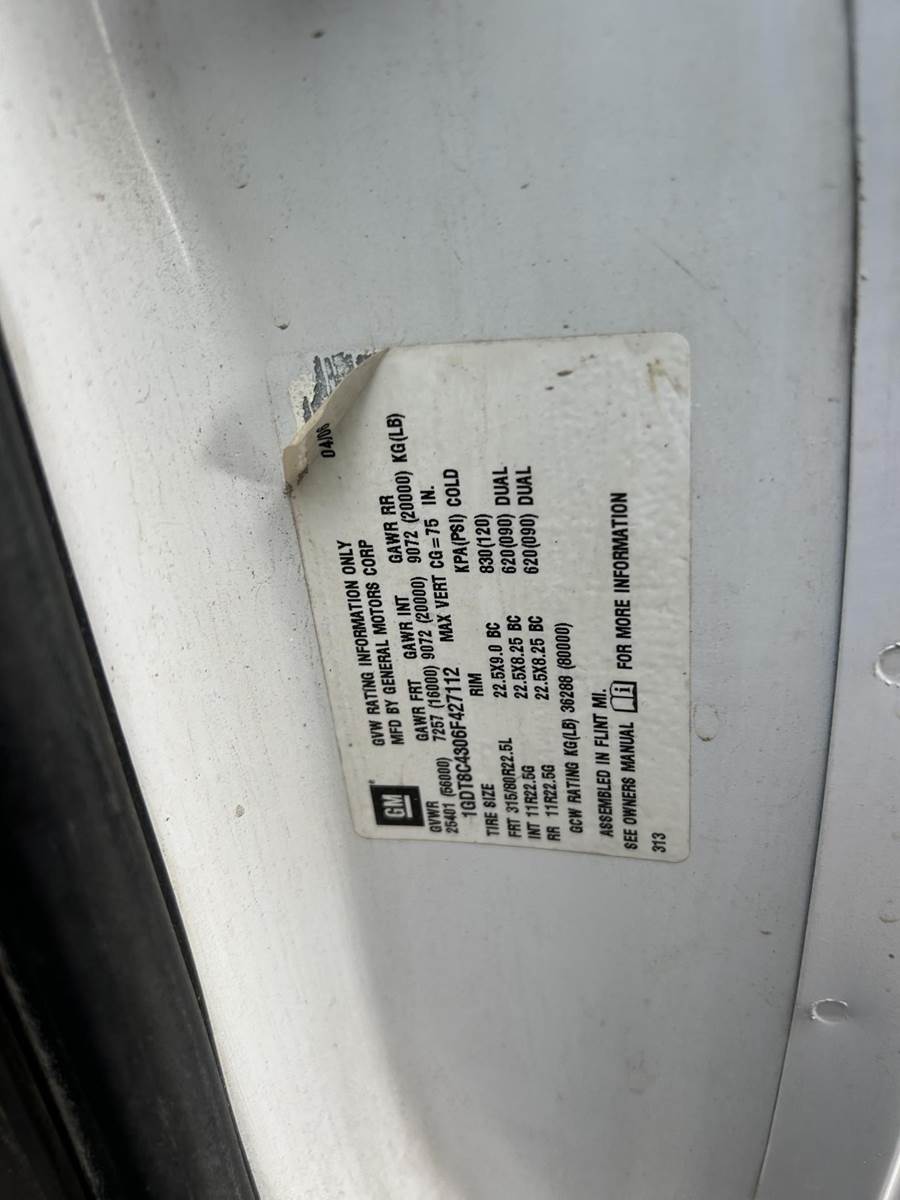 04/06
GVW RATING INFORMATION ONLY
GM® MFD BY GENERAL MOTORS CORP
GVWR GAWR FRT GAWR INT GAWR RR
25401 (56000) 7257 (16000) 9072 (20000) 9072 (20000) KG(LB)
1GDT8C4306F427112 MAX VERT CG=75 IN.
TIRE SIZE RIM KPA(PSI) COLD
FRT 315/80R22.5L 22.5X9.0 BC 830(120)
INT 11R22.5G 22.5X8.25 BC 620(090) DUAL
RR 11R22.5G 22.5X8.25 BC 620(090) DUAL
GCW RATING KG(LB) 36288 (80000)
ASSEMBLED IN FLINT MI.
SEE OWNERS MANUAL i FOR MORE INFORMATION
313